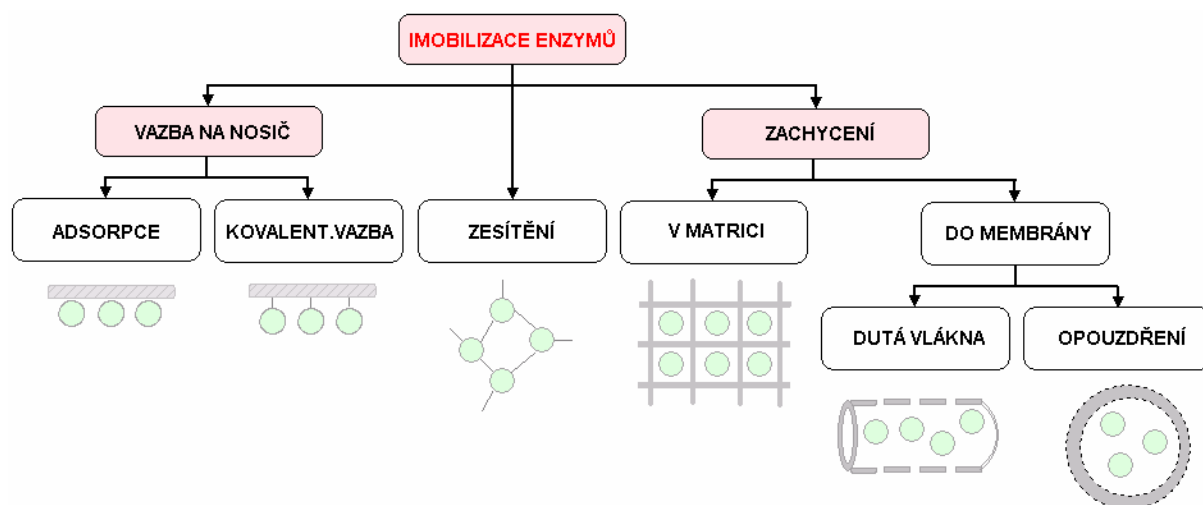 IMOBILIZACE ENZYMŮ
VAZBA NA NOSIČ
ZACHYCENÍ
ADSORPCE
KOVALENT.VAZBA
ZESÍTĚNÍ
V MATRICI
DO MEMBRÁNY
DUTÁ VLÁKNA
OPOUZDŘENÍ